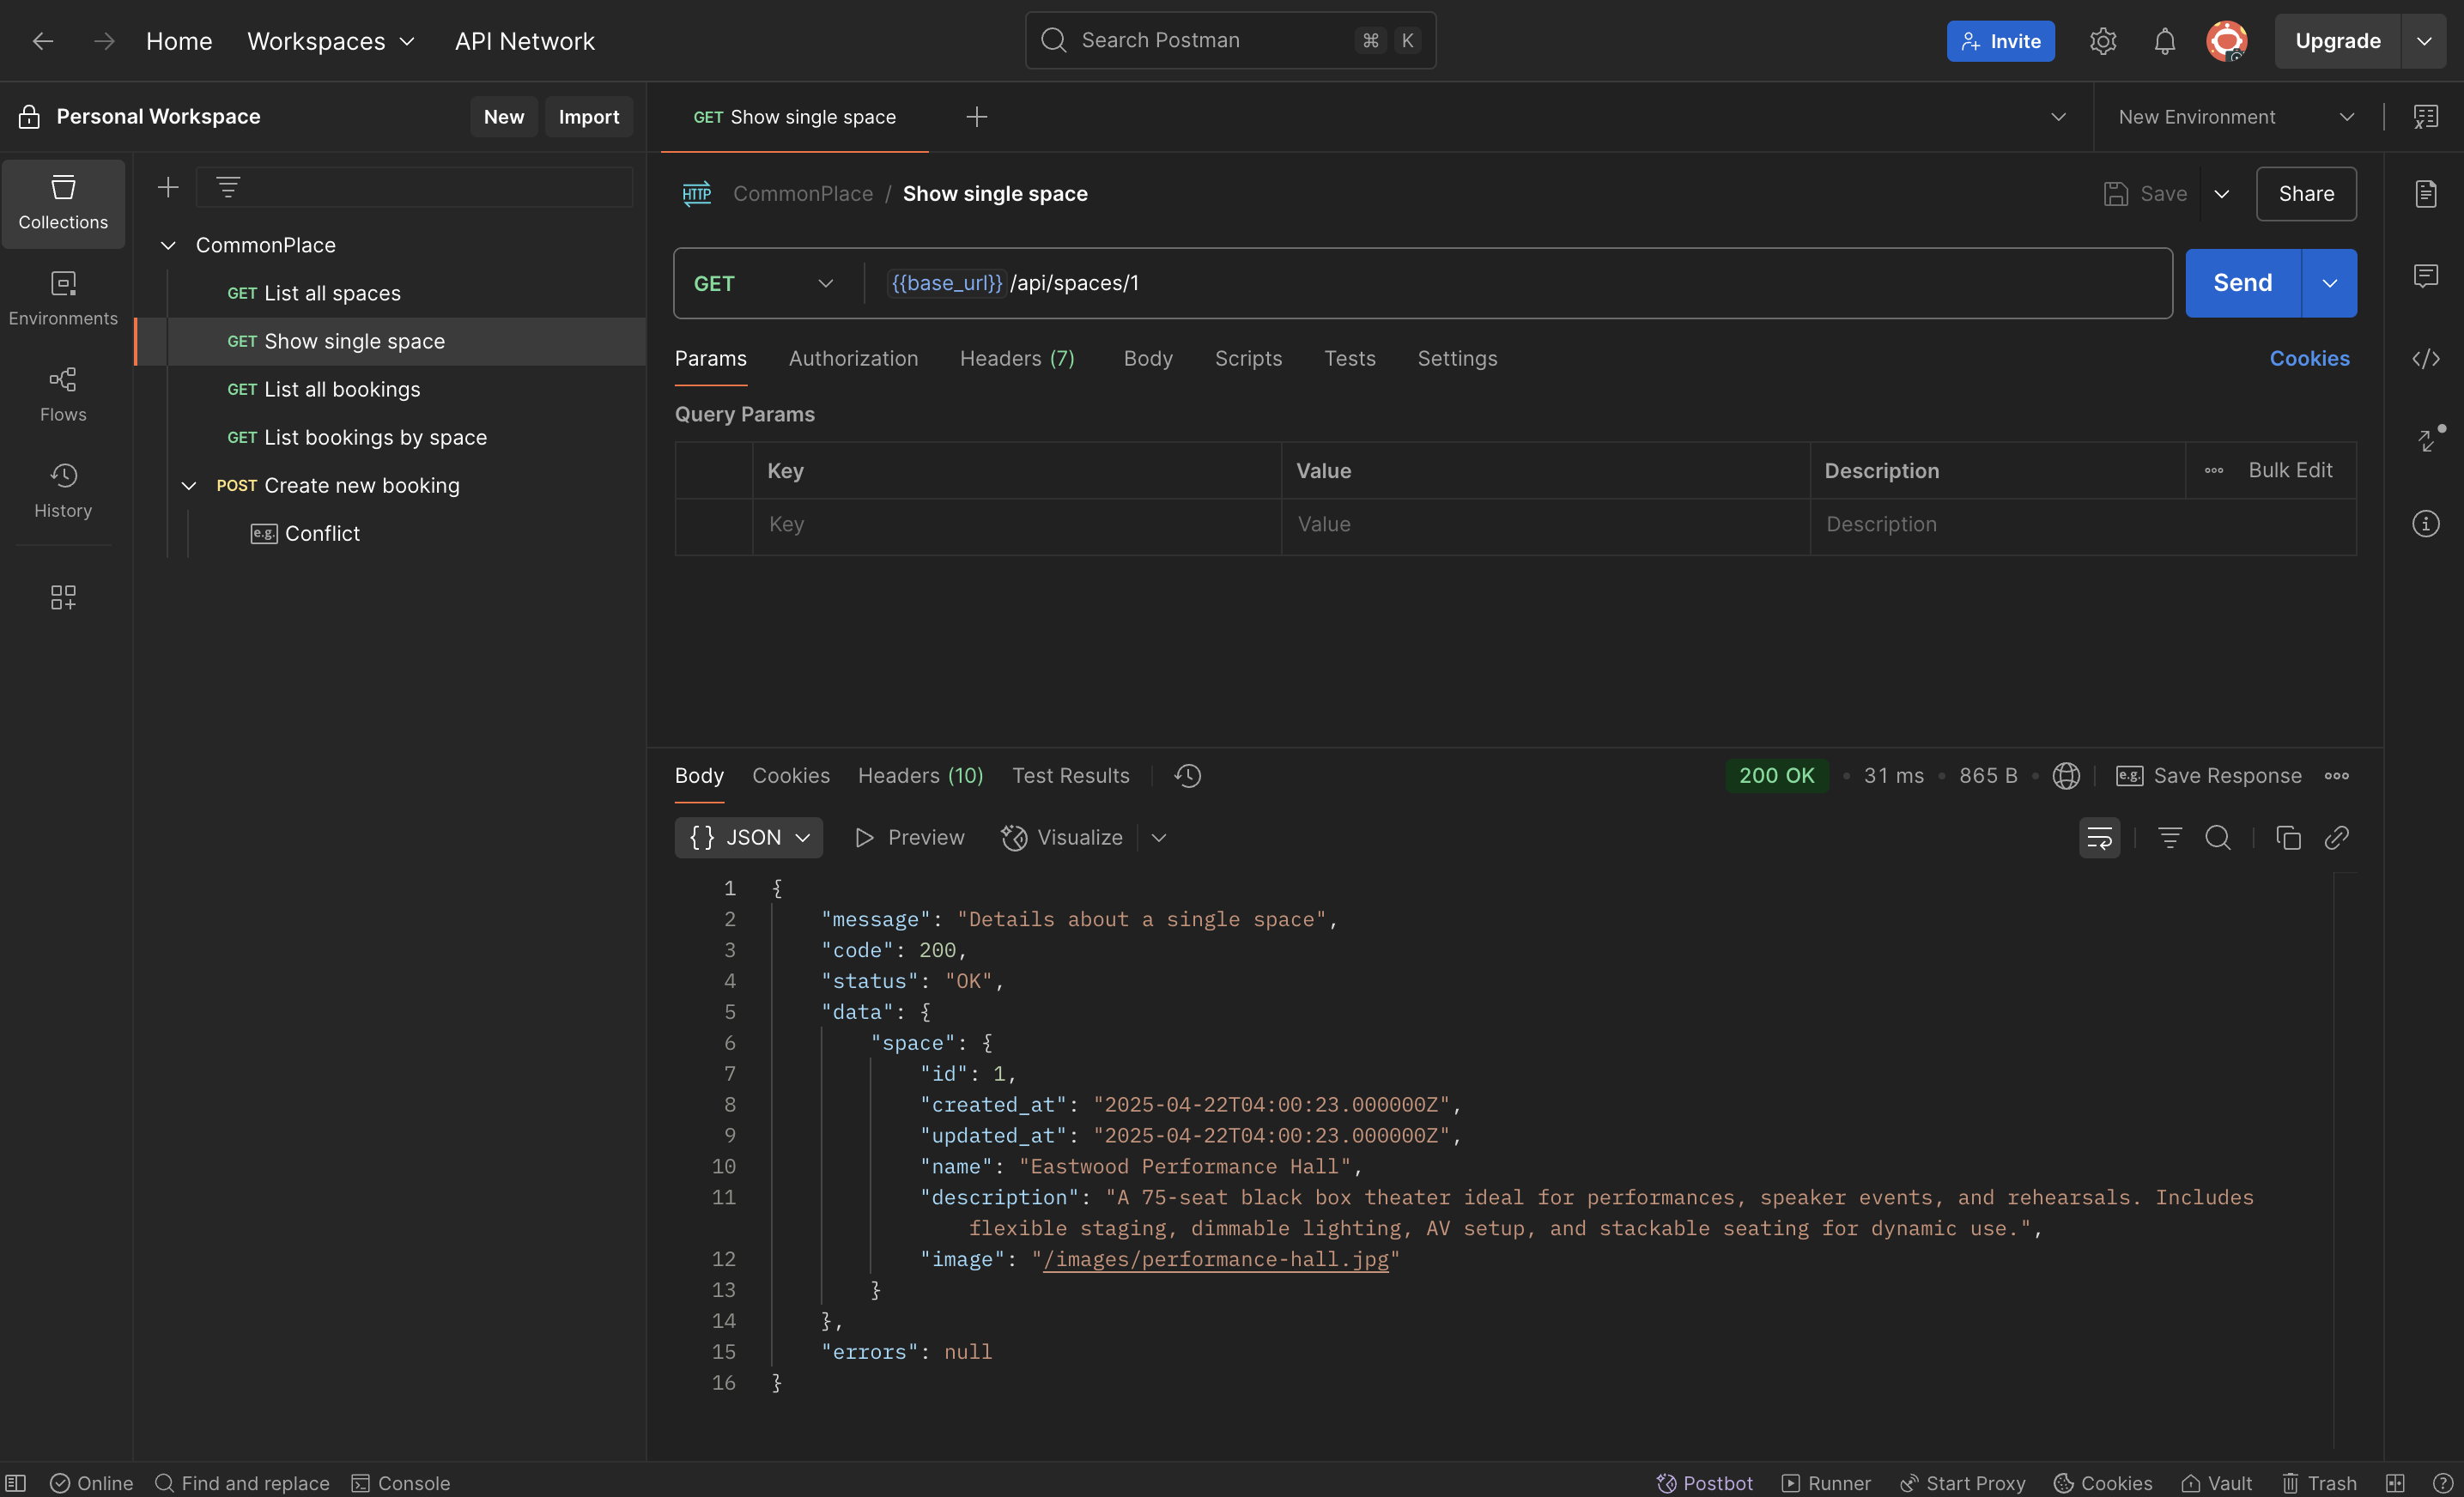 Home Workspaces API Network Search Postman ⌘ K Invite Upgrade
Personal Workspace New Import GET Show single space New Environment
Collections
Environments
Flows
History
CommonPlace
GET List all spaces
GET Show single space
GET List all bookings
GET List bookings by space
POST Create new booking
e.g. Conflict
HTTP CommonPlace / Show single space Save Share
GET {{base_url}} /api/spaces/1 Send
Params Authorization Headers (7) Body Scripts Tests Settings Cookies
Query Params
Key Value Description Bulk Edit
Key Value Description
Body Cookies Headers (10) Test Results 200 OK 31 ms 865 B e.g. Save Response
{ } JSON Preview Visualize
1 {
2 "message": "Details about a single space",
3 "code": 200,
4 "status": "OK",
5 "data": {
6 "space": {
7 "id": 1,
8 "created_at": "2025-04-22T04:00:23.000000Z",
9 "updated_at": "2025-04-22T04:00:23.000000Z",
10 "name": "Eastwood Performance Hall",
11 "description": "A 75-seat black box theater ideal for performances, speaker events, and rehearsals. Includes
flexible staging, dimmable lighting, AV setup, and stackable seating for dynamic use.",
12 "image": "/images/performance-hall.jpg"
13 }
14 },
15 "errors": null
16 }
Online Find and replace Console Postbot Runner Start Proxy Cookies Vault Trash